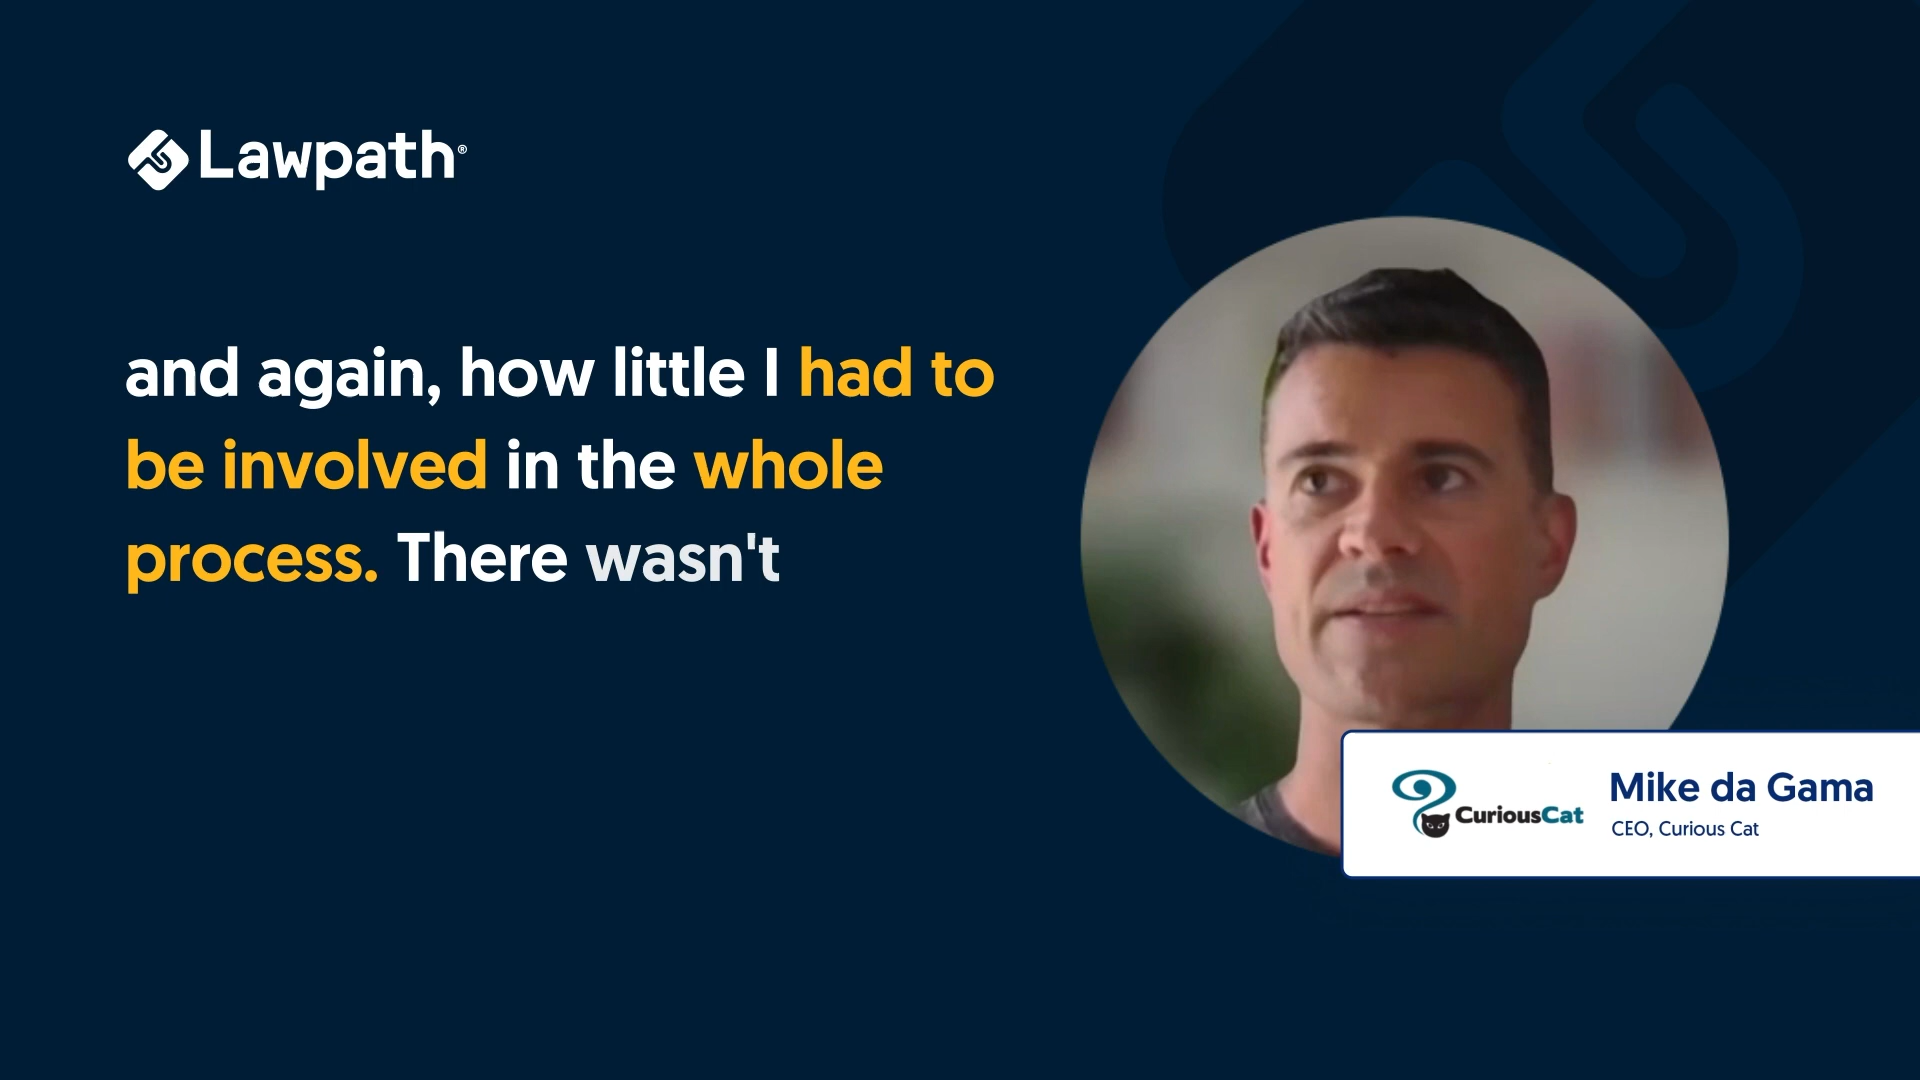 Lawpath®
and again, how little I had to
be involved in the whole
process. There wasn't
CuriousCat
Mike da Gama
CEO, Curious Cat